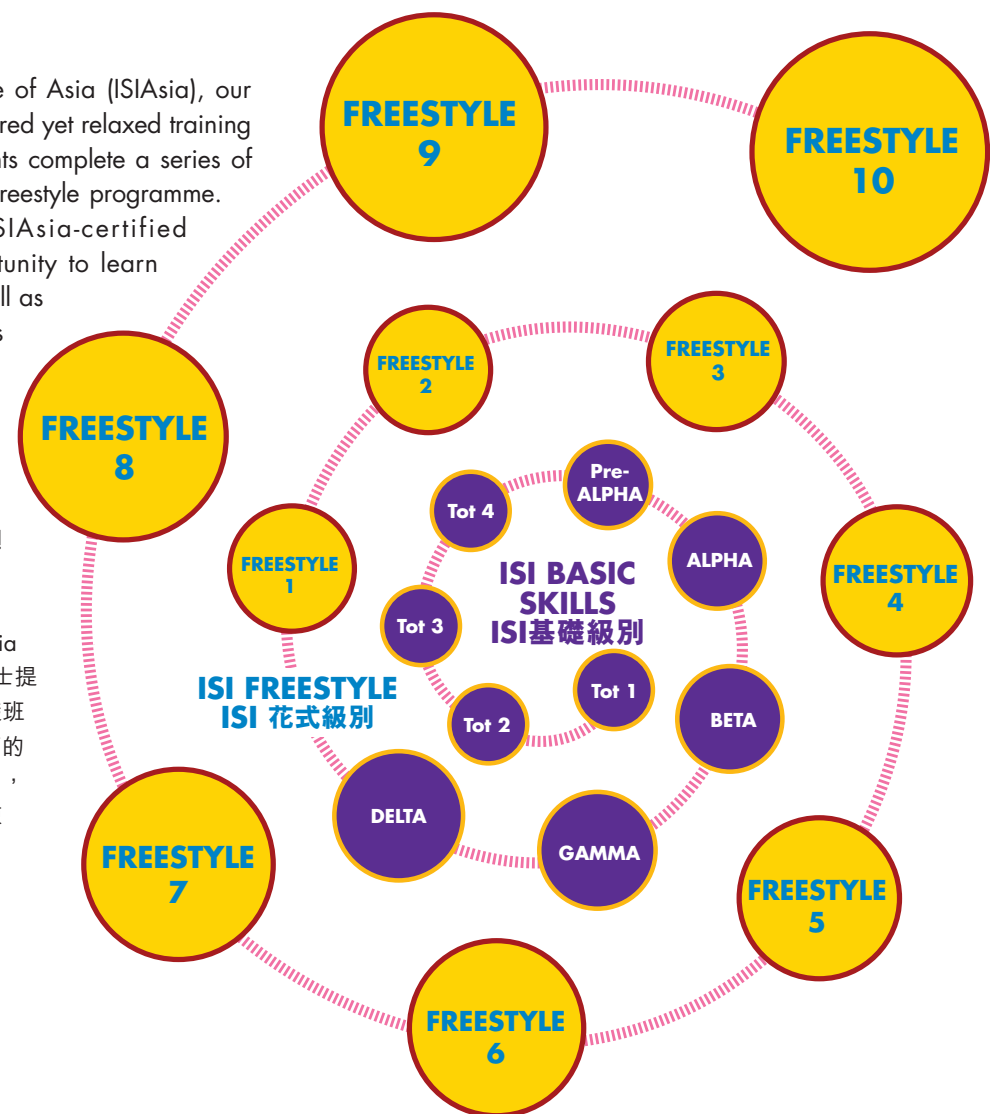 e of Asia (ISIAsia), our
red yet relaxed training
nts complete a series of
reestyle programme.
SIAsia-certified
tunity to learn
ll as
s
ia
士提
班
的
，
FREESTYLE
9
FREESTYLE
10
FREESTYLE
8
FREESTYLE
2
FREESTYLE
3
FREESTYLE
1
FREESTYLE
4
Tot 4
Pre-
ALPHA
ALPHA
ISI BASIC
SKILLS
ISI基礎級別
Tot 3
Tot 1
Tot 2
BETA
ISI FREESTYLE
ISI 花式級別
DELTA
GAMMA
FREESTYLE
7
FREESTYLE
5
FREESTYLE
6